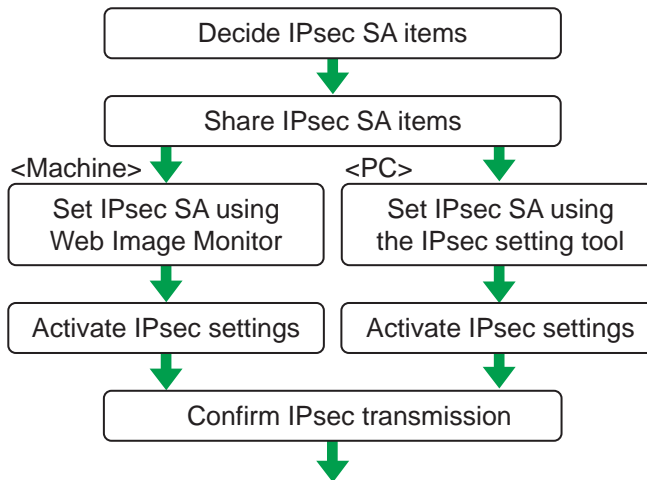 Decide IPsec SA items
Share IPsec SA items
<Machine>
<PC>
Set IPsec SA using
Web Image Monitor
Set IPsec SA using
the IPsec setting tool
Activate IPsec settings
Activate IPsec settings
Confirm IPsec transmission